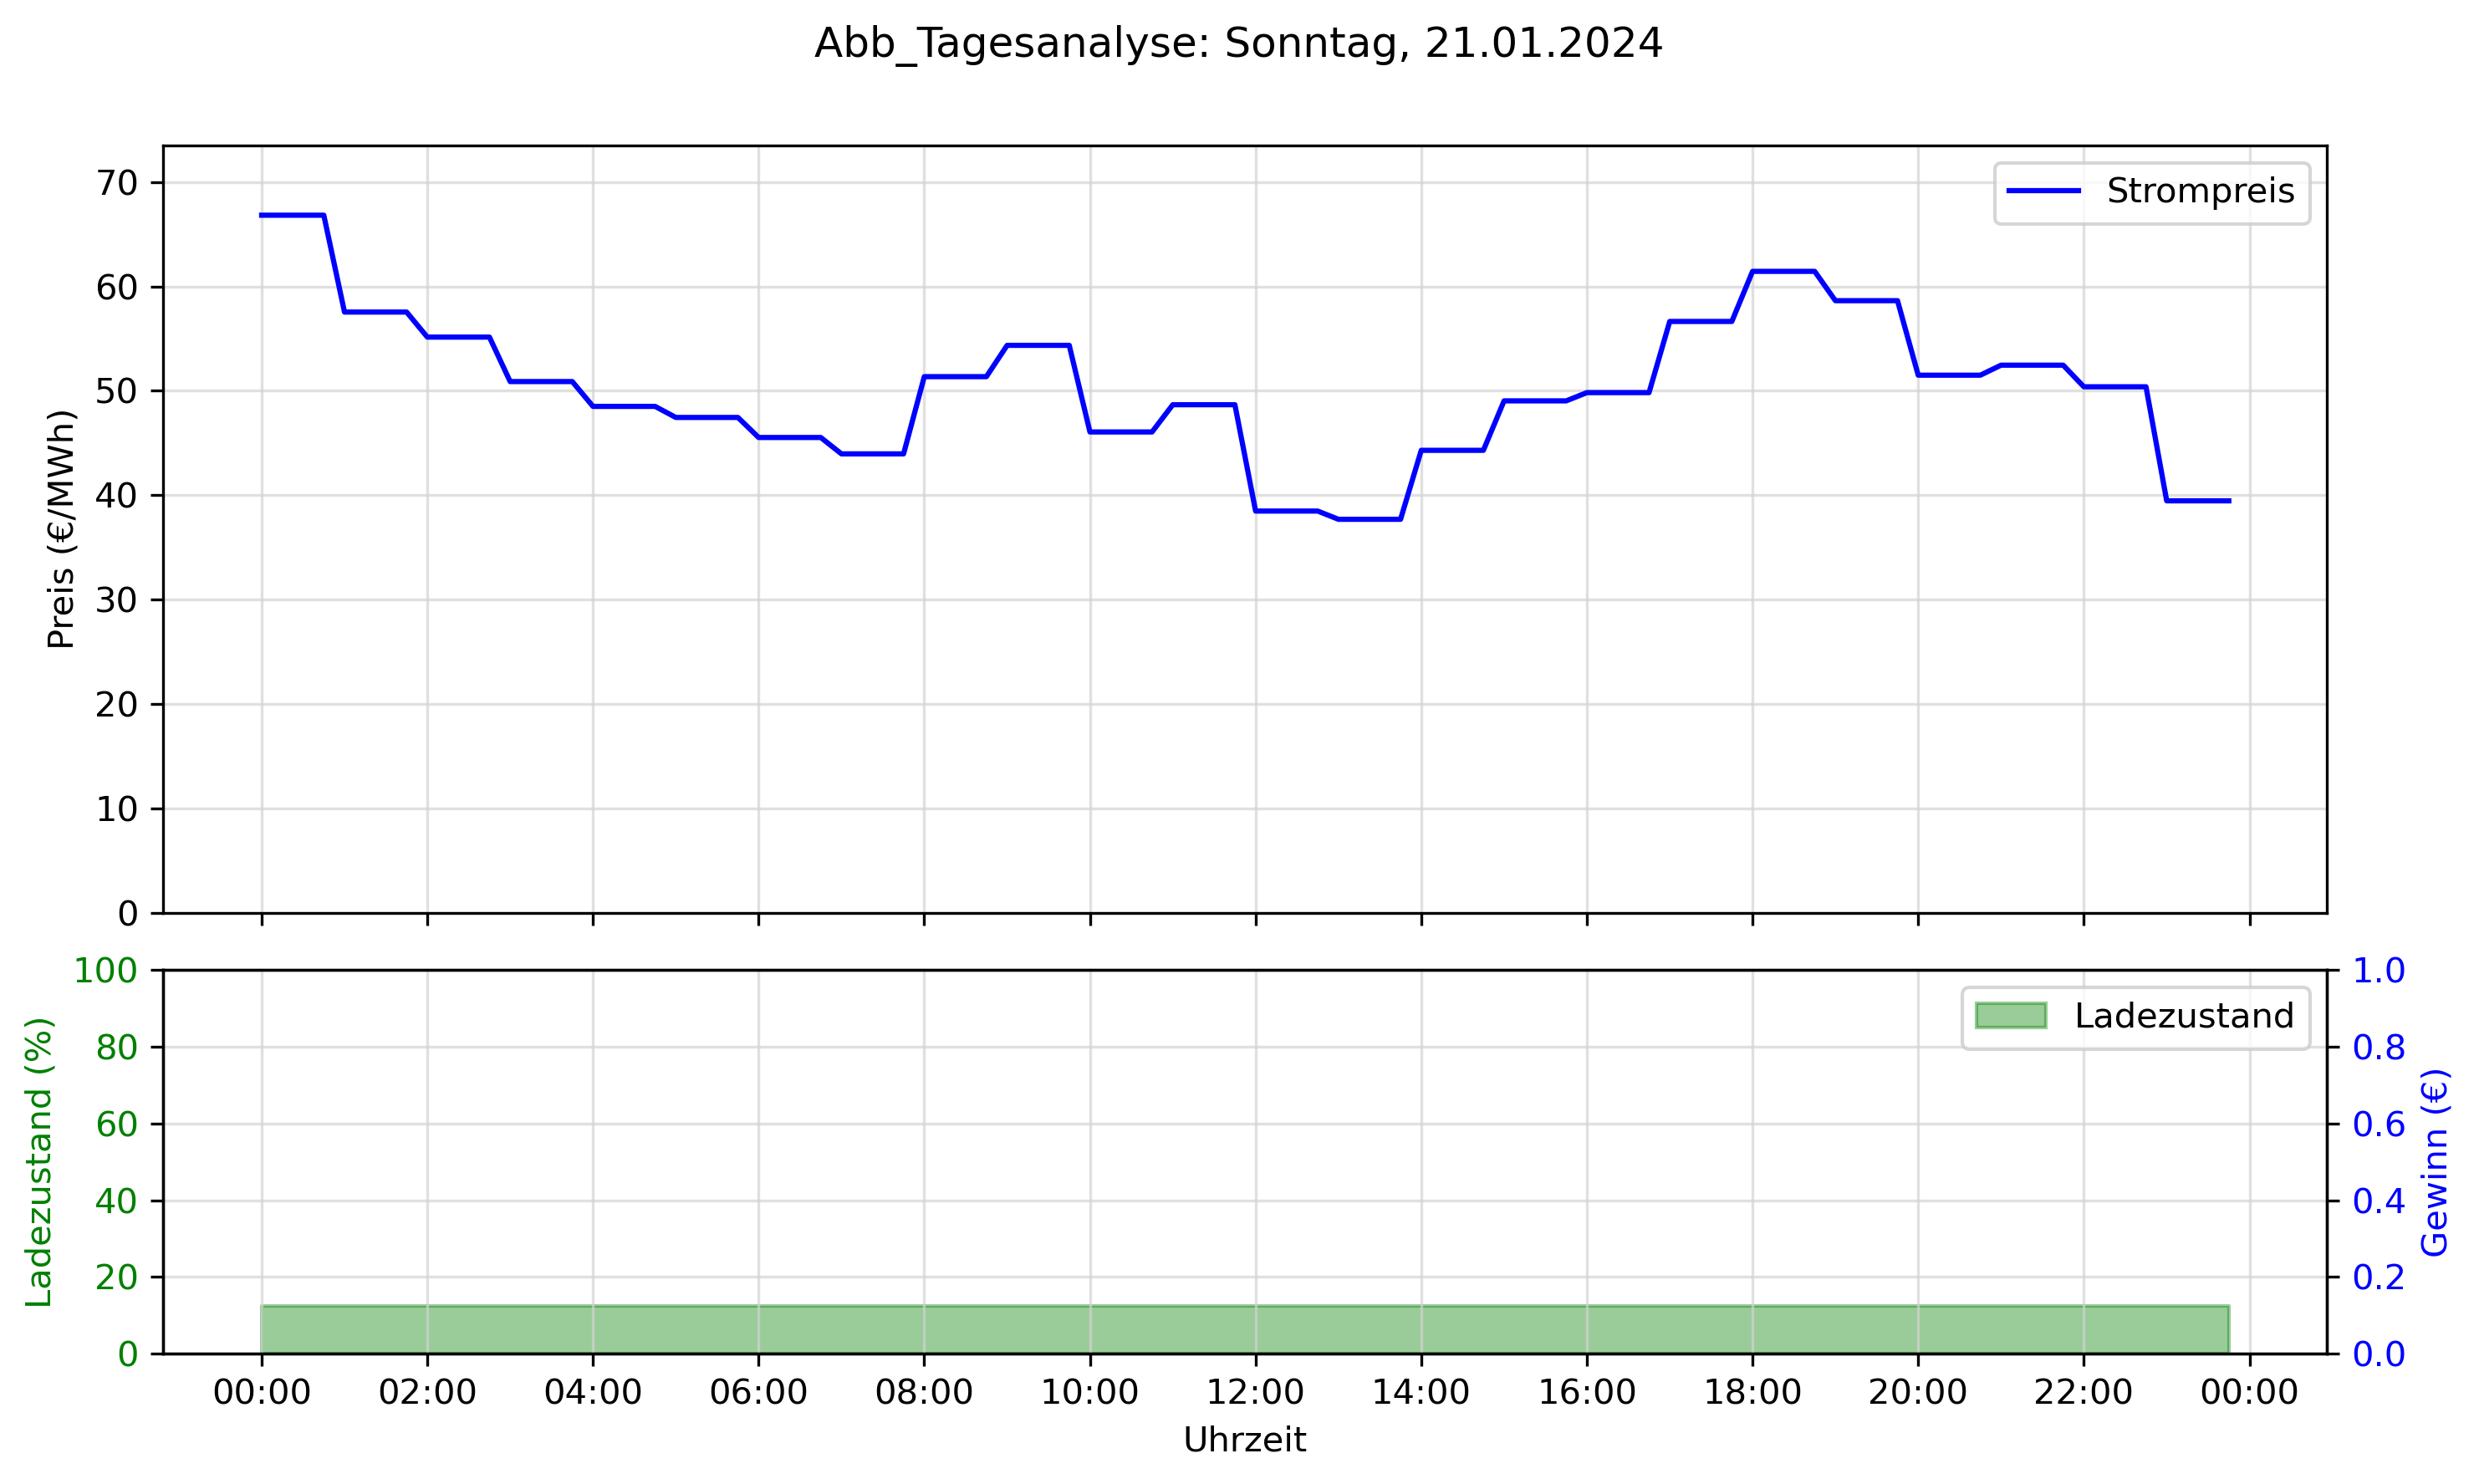 Abb_Tagesanalyse: Sonntag, 21.01.2024
Preis (€/MWh)
70
60
50
40
30
20
10
0
Strompreis
Ladezustand (%)
100
80
60
40
20
0
Ladezustand
1.0
0.8
0.6
0.4
0.2
0.0
Gewinn (€)
00:00 02:00 04:00 06:00 08:00 10:00 12:00 14:00 16:00 18:00 20:00 22:00 00:00
Uhrzeit